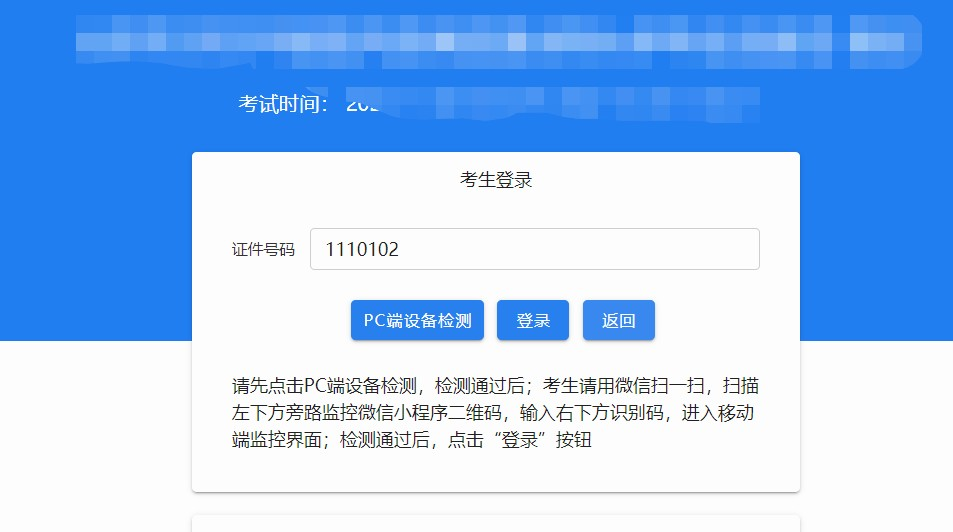 考试时间：
考生登录
证件号码 1110102
PC端设备检测 登录 返回
请先点击PC端设备检测，检测通过后；考生请用微信扫一扫，扫描
左下方旁路监控微信小程序二维码，输入右下方识别码，进入移动
端监控界面；检测通过后，点击“登录”按钮